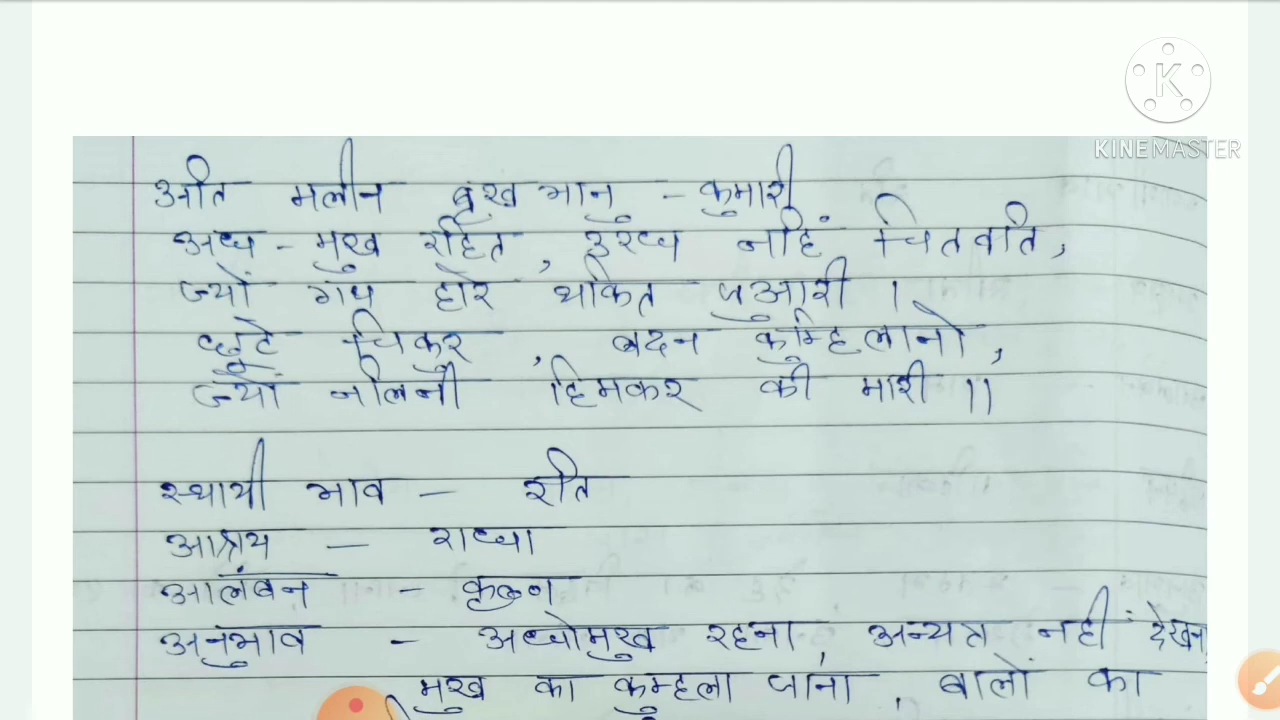 KINEMASTER
अति मलीन बृखभानु - कुमारी
अध - मुख रहित, उरध नहिं चितवति,
ज्यों गथ हारे थकित जुआरी ।
छूटे चिकुर, बदन कुम्हिलानो,
ज्यों नलिनी हिमकर की मारी ।।
स्थायी भाव - रति
आश्रय - राधा
आलंबन - कृष्ण
अनुभाव - अधोमुख रहना, अन्यत नहीं देखन
मुख का कुम्हला जाना, बालों का